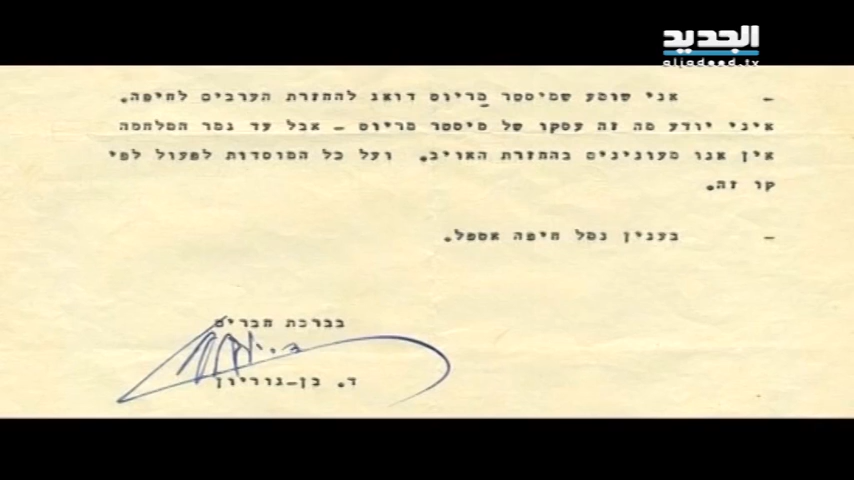 الجديد
aljadeed.tv
- אני שומע שמיסטר מריוט דואג להחזרת הערבים לחיפה.
איני יודע מה זה עסקו של מיסטר מריוט - אבל עד גמר המלחמה
אין אנו מעונינים בהחזרת האויב. ועל כל המוסדות לפעול לפי
קו זה.
- בענין נמל חיפה אטפל.
בברכת חברים
ד. בן-גוריון